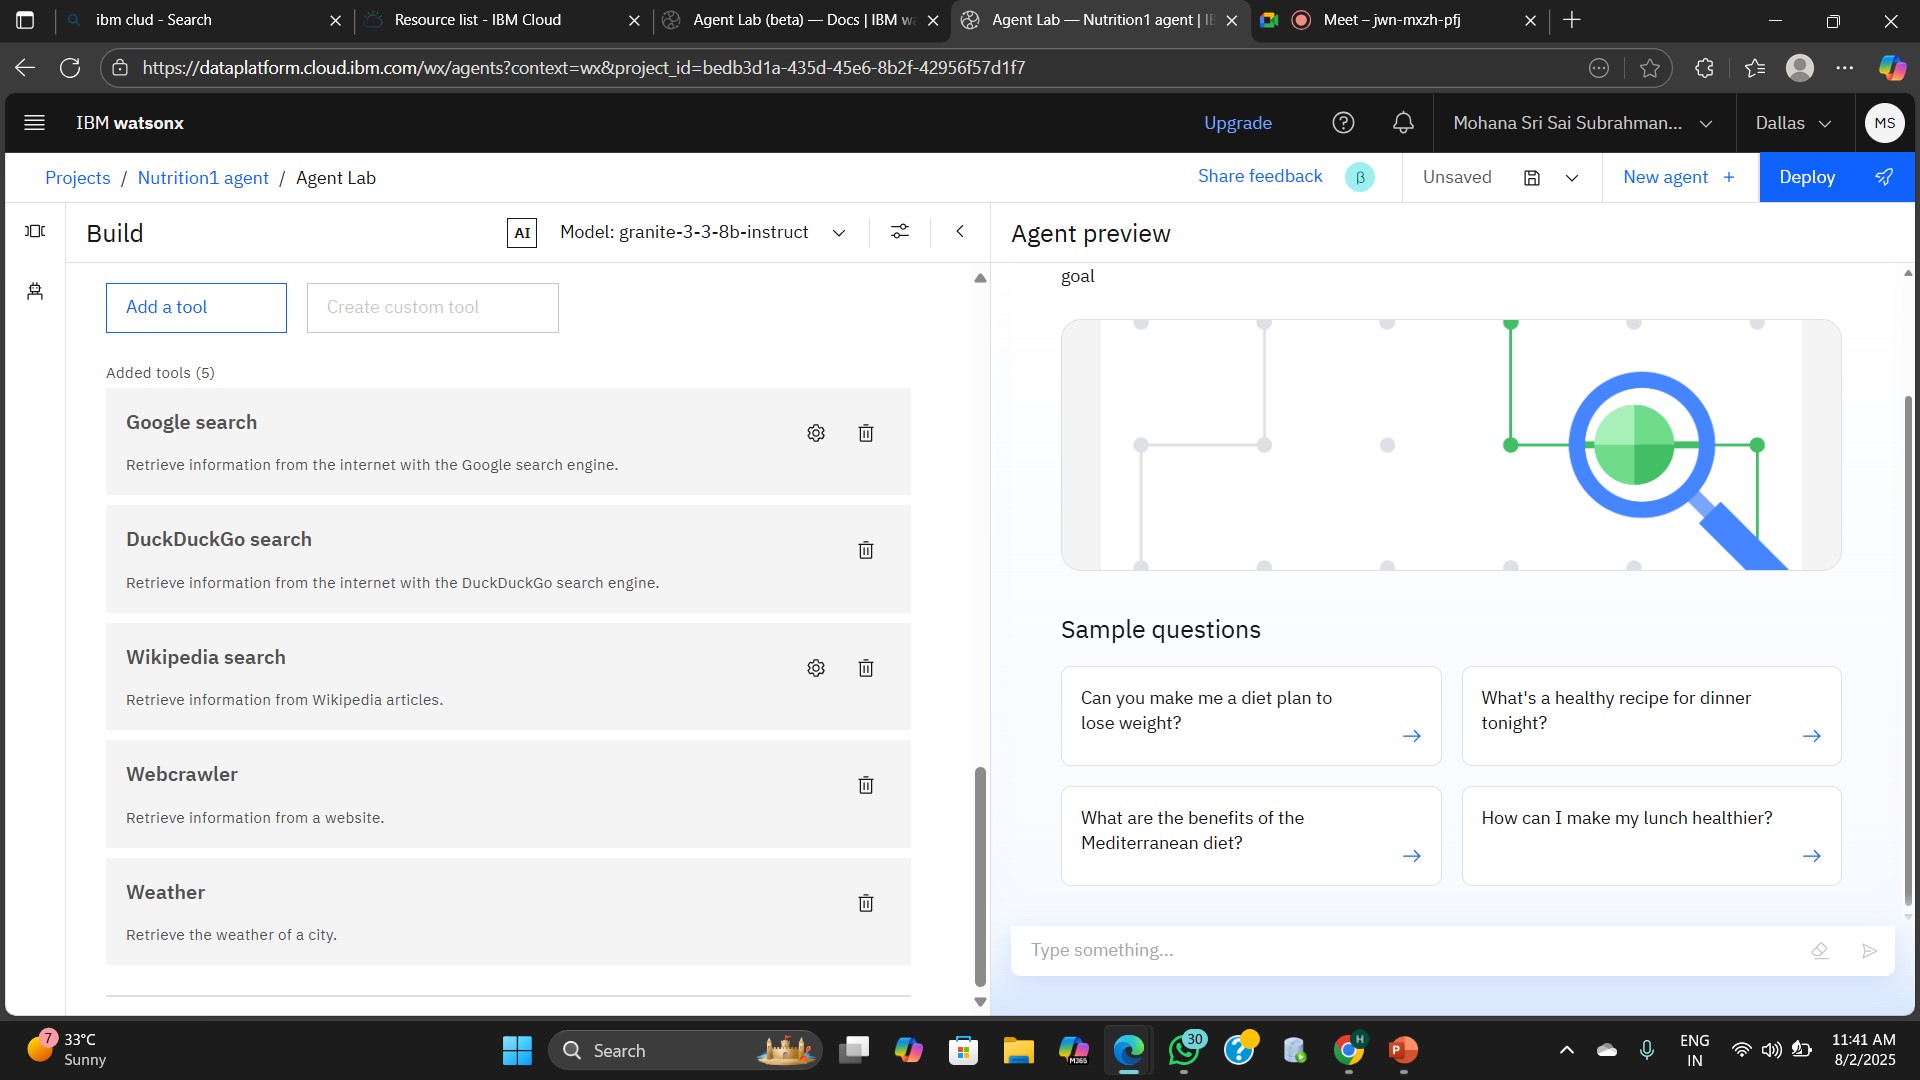 ibm clud - Search
Resource list - IBM Cloud
Agent Lab (beta) — Docs | IBM w
Agent Lab — Nutrition1 agent | IB
Meet – jwn-mxzh-pfj
https://dataplatform.cloud.ibm.com/wx/agents?context=wx&project_id=bedb3d1a-435d-45e6-8b2f-42956f57d1f7
IBM watsonx
Upgrade
Mohana Sri Sai Subrahman...
Dallas
MS
Projects / Nutrition1 agent / Agent Lab
Share feedback
β
Unsaved
New agent +
Deploy
Build
AI
Model: granite-3-3-8b-instruct
Agent preview
Add a tool
Create custom tool
Added tools (5)
Google search
Retrieve information from the internet with the Google search engine.
DuckDuckGo search
Retrieve information from the internet with the DuckDuckGo search engine.
Wikipedia search
Retrieve information from Wikipedia articles.
Webcrawler
Retrieve information from a website.
Weather
Retrieve the weather of a city.
goal
Sample questions
Can you make me a diet plan to
lose weight?
What's a healthy recipe for dinner
tonight?
What are the benefits of the
Mediterranean diet?
How can I make my lunch healthier?
Type something...
7
33°C
Sunny
Search
M365
30
H
P
ENG
IN
11:41 AM
8/2/2025